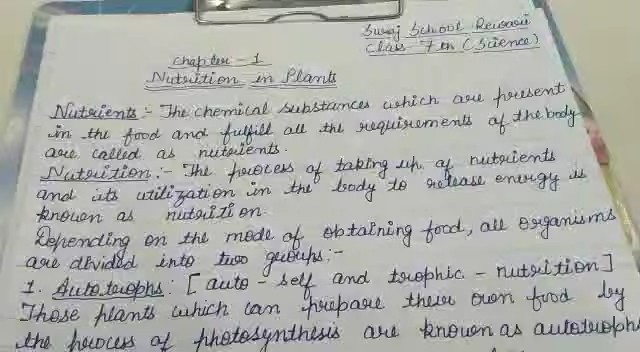 Suraj School Rewari
Class 7th (Science)
Chapter - 1
Nutrition in Plants
Nutrients :- The chemical substances which are present
in the food and fulfill all the requirements of the body
are called as nutrients.
Nutrition :- The process of taking up of nutrients
and its utilization in the body to release energy is
known as nutrition.
Depending on the mode of obtaining food, all organisms
are divided into two groups :-
1. Autotrophs : [auto - self and trophic - nutrition]
Those plants which can prepare their own food by
the process of photosynthesis are known as autotrophs